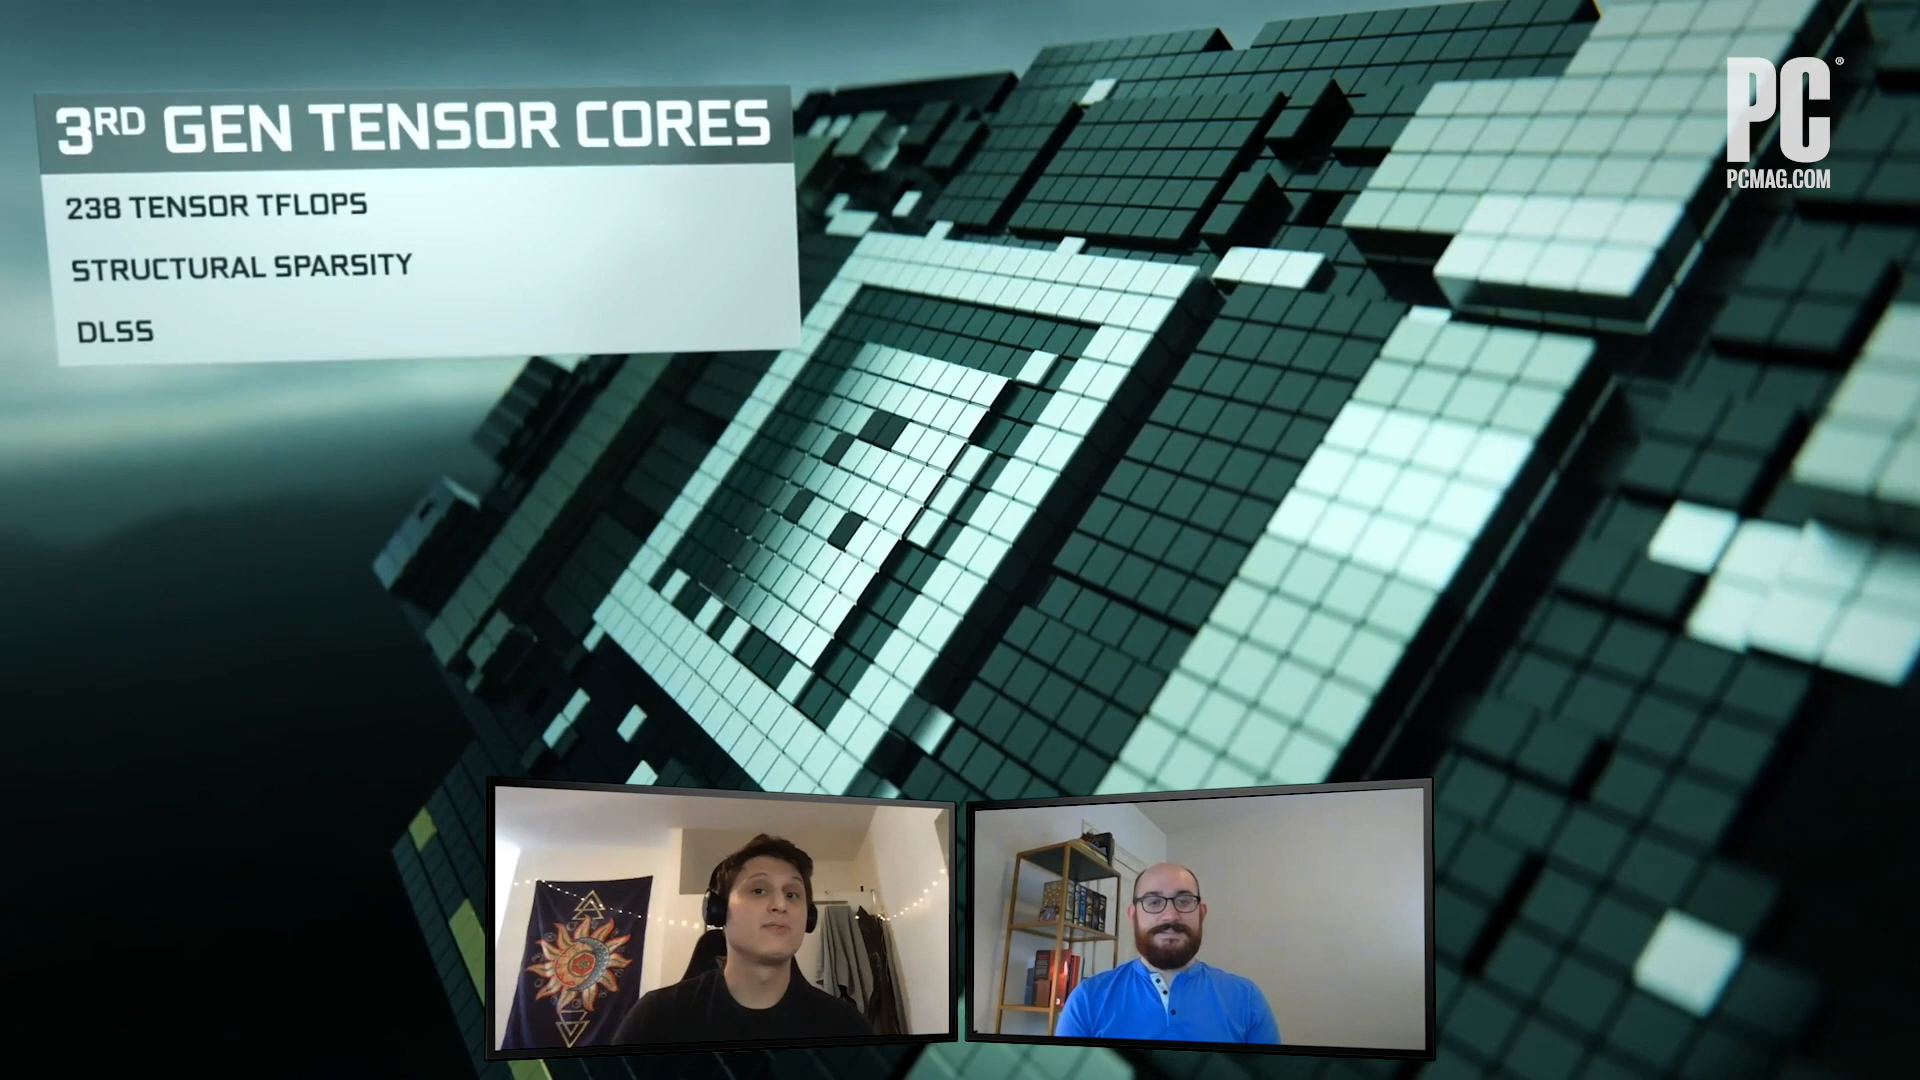 3RD GEN TENSOR CORES
238 TENSOR TFLOPS
STRUCTURAL SPARSITY
DLSS
PC®
PCMAG.COM